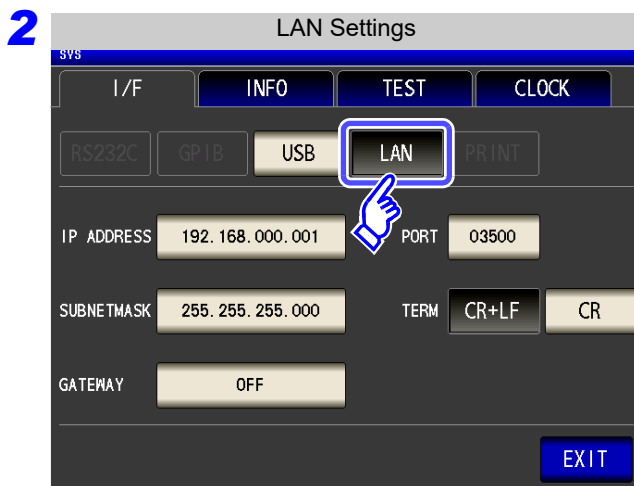 2
LAN Settings
SYS
I/F INFO TEST CLOCK
RS232C GPIB USB LAN PRINT
IP ADDRESS 192.168.000.001 PORT 03500
SUBNETMASK 255.255.255.000 TERM CR+LF CR
GATEWAY OFF
EXIT